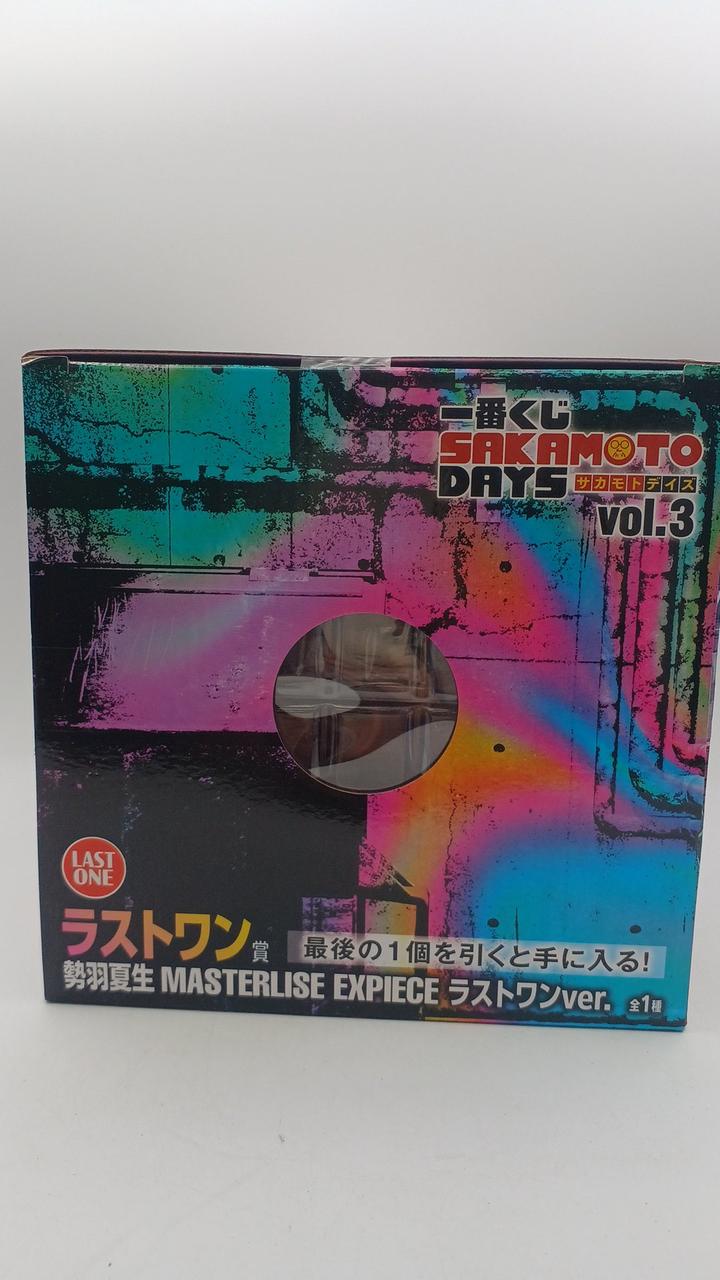 一番くじ
SAKAMOTO
DAYS サカモトデイズ
vol.3
LAST
ONE
ラストワン賞 最後の1個を引くと手に入る!
勢羽夏生 MASTERLISE EXPIECE ラストワンver. 全1種